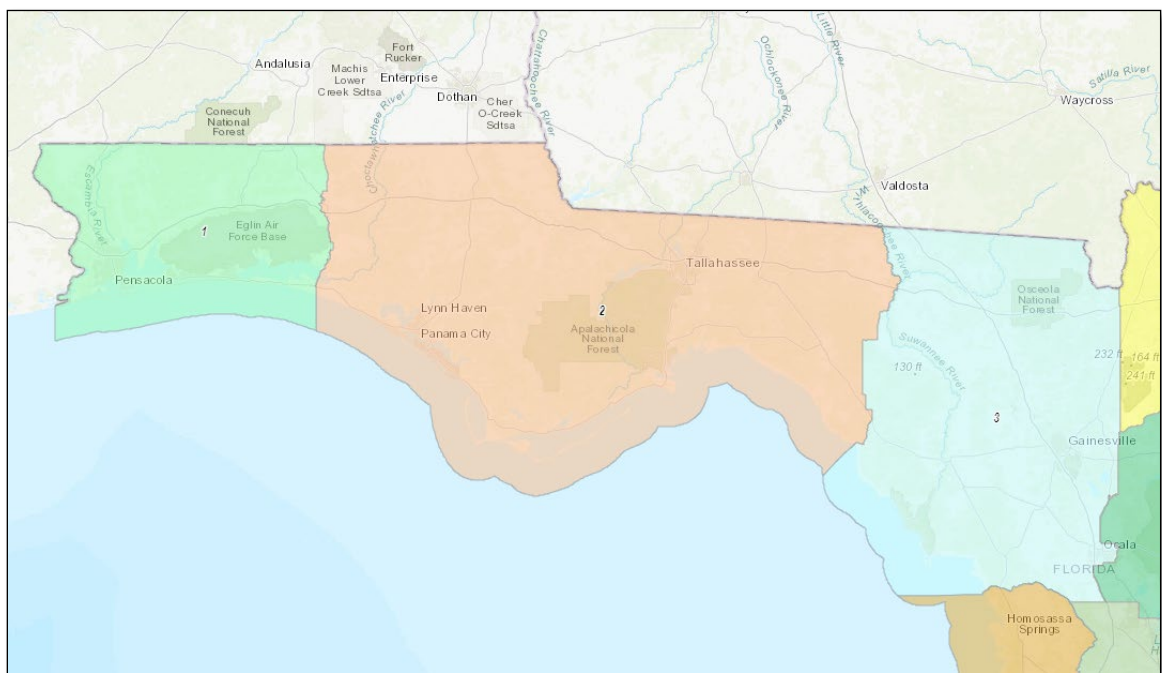 Little River
Satilla River
Chattahoochee River
Ochlockonee River
Fort
Rucker
Andalusia
Machis
Lower
Creek Sdtsa
Enterprise
Dothan
Cher
O-Creek
Sdtsa
Waycross
Conecuh
National
Forest
Choctawhatchee River
Escambia River
Valdosta
Withlacoochee River
1
Eglin Air
Force Base
Pensacola
Tallahassee
Lynn Haven
Panama City
2
Apalachicola
National
Forest
Osceola
National
Forest
Suwannee River
130 ft
232 ft
164 ft
241 ft
3
Gainesville
Ocala
FLORIDA
Homosassa
Springs